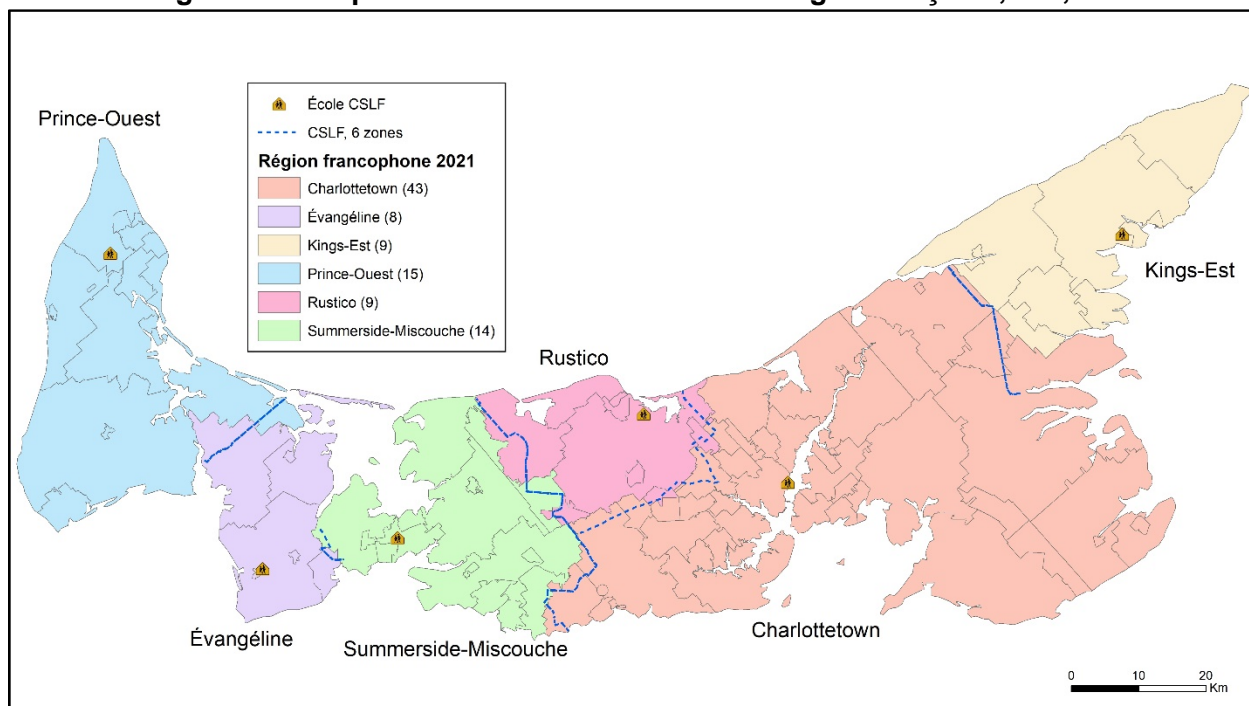 École CSLF
CSLF, 6 zones
Région francophone 2021
Charlottetown (43)
Évangéline (8)
Kings-Est (9)
Prince-Ouest (15)
Rustico (9)
Summerside-Miscouche (14)
Prince-Ouest
Kings-Est
Rustico
Évangéline
Summerside-Miscouche
Charlottetown
0 10 20
Km